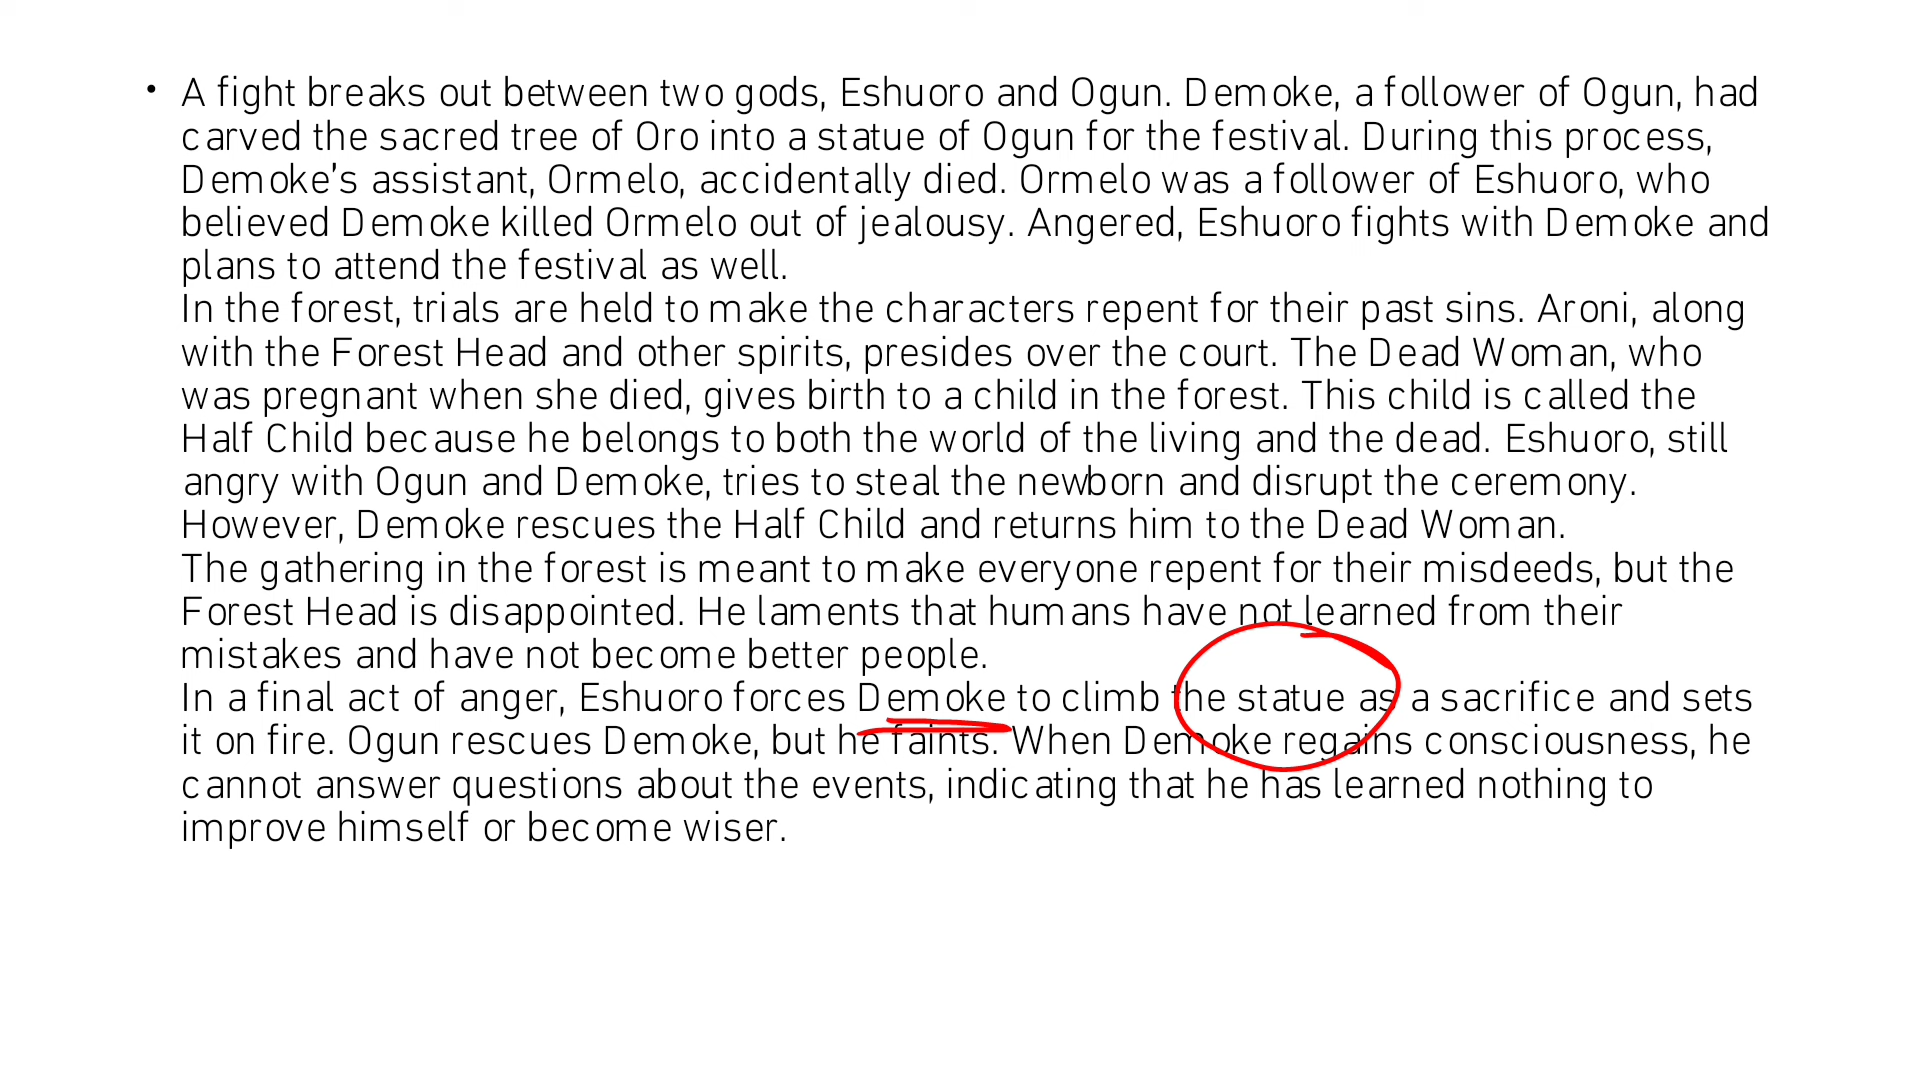 • A fight breaks out between two gods, Eshuoro and Ogun. Demoke, a follower of Ogun, had
carved the sacred tree of Oro into a statue of Ogun for the festival. During this process,
Demoke’s assistant, Ormelo, accidentally died. Ormelo was a follower of Eshuoro, who
believed Demoke killed Ormelo out of jealousy. Angered, Eshuoro fights with Demoke and
plans to attend the festival as well.
In the forest, trials are held to make the characters repent for their past sins. Aroni, along
with the Forest Head and other spirits, presides over the court. The Dead Woman, who
was pregnant when she died, gives birth to a child in the forest. This child is called the
Half Child because he belongs to both the world of the living and the dead. Eshuoro, still
angry with Ogun and Demoke, tries to steal the newborn and disrupt the ceremony.
However, Demoke rescues the Half Child and returns him to the Dead Woman.
The gathering in the forest is meant to make everyone repent for their misdeeds, but the
Forest Head is disappointed. He laments that humans have not learned from their
mistakes and have not become better people.
In a final act of anger, Eshuoro forces Demoke to climb the statue as a sacrifice and sets
it on fire. Ogun rescues Demoke, but he faints. When Demoke regains consciousness, he
cannot answer questions about the events, indicating that he has learned nothing to
improve himself or become wiser.